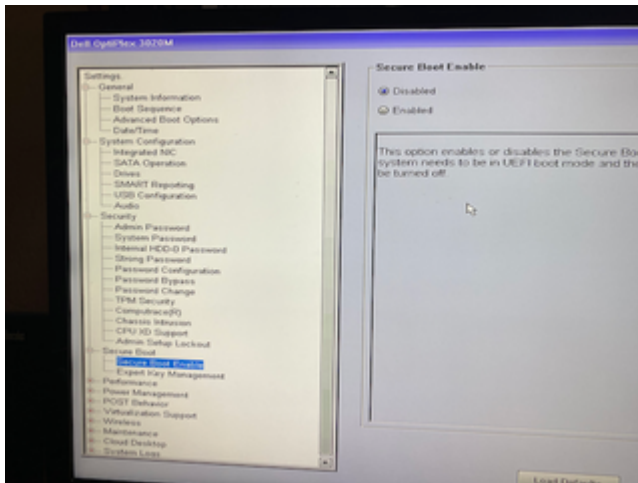 Dell OptiPlex 3020M
Settings
General
System Information
Boot Sequence
Advanced Boot Options
Date/Time
System Configuration
Integrated NIC
SATA Operation
Drives
SMART Reporting
USB Configuration
Audio
Security
Admin Password
System Password
Internal HDD-0 Password
Strong Password
Password Configuration
Password Bypass
Password Change
TPM Security
Computrace(R)
Chassis Intrusion
CPU XD Support
Admin Setup Lockout
Secure Boot
Secure Boot Enable
Expert Key Management
Performance
Power Management
POST Behavior
Virtualization Support
Wireless
Maintenance
Cloud Desktop
System Logs
Secure Boot Enable
Disabled
Enabled
This option enables or disables the Secure Bo
system needs to be in UEFI boot mode and the
be turned off.
Load Defaults